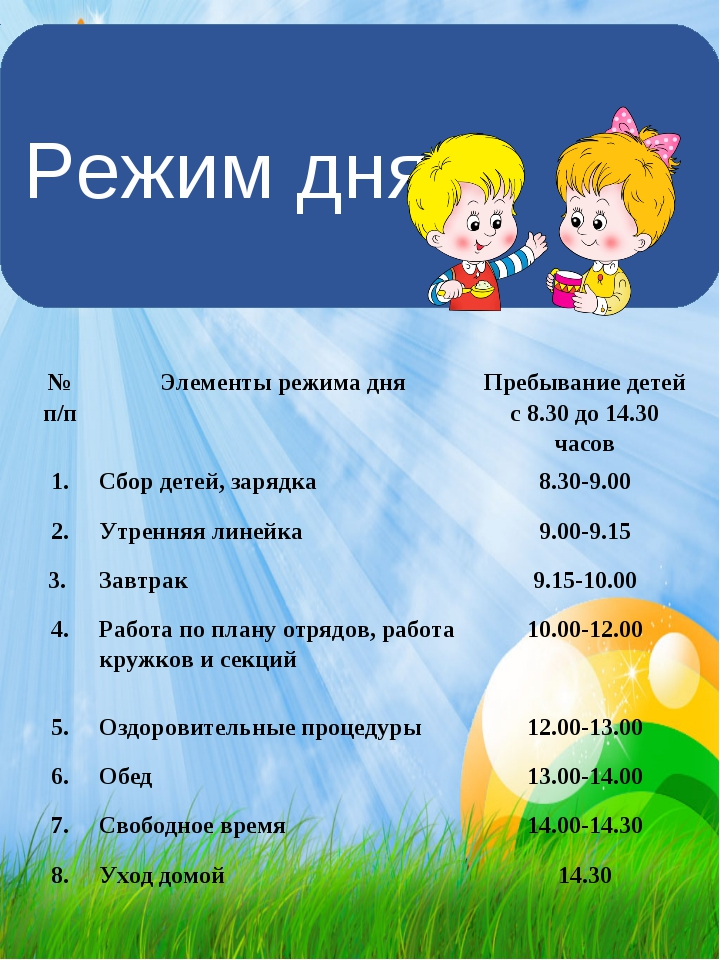 Режим дня
№ Элементы режима дня Пребывание детей
п/п с 8.30 до 14.30
часов
1. Сбор детей, зарядка 8.30-9.00
2. Утренняя линейка 9.00-9.15
3. Завтрак 9.15-10.00
4. Работа по плану отрядов, работа 10.00-12.00
кружков и секций
5. Оздоровительные процедуры 12.00-13.00
6. Обед 13.00-14.00
7. Свободное время 14.00-14.30
8. Уход домой 14.30